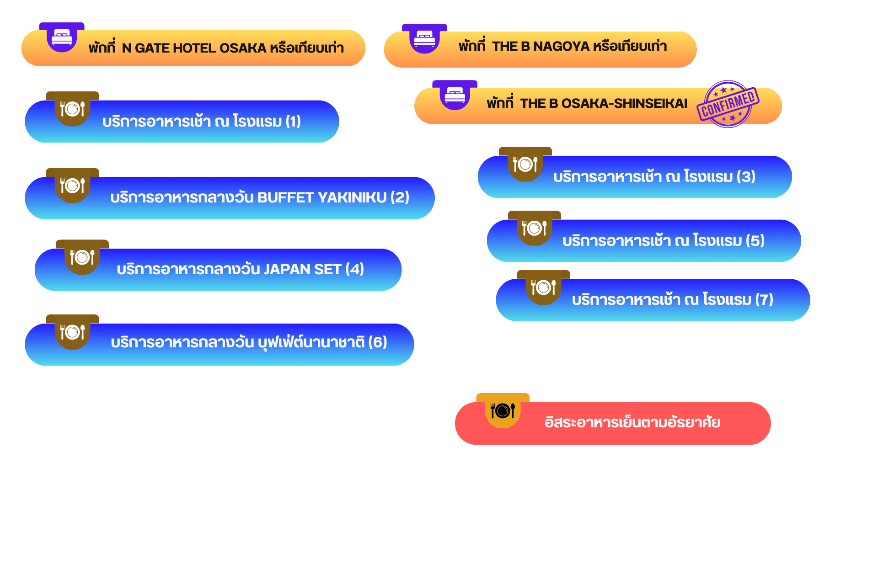 พักที่ N GATE HOTEL OSAKA หรือเทียบเท่า
พักที่ THE B NAGOYA หรือเทียบเท่า
พักที่ THE B OSAKA-SHINSEIKAI
CONFIRMED
บริการอาหารเช้า ณ โรงแรม (1)
บริการอาหารกลางวัน BUFFET YAKINIKU (2)
บริการอาหารกลางวัน JAPAN SET (4)
บริการอาหารกลางวัน บุฟเฟ่ต์นานาชาติ (6)
บริการอาหารเช้า ณ โรงแรม (3)
บริการอาหารเช้า ณ โรงแรม (5)
บริการอาหารเช้า ณ โรงแรม (7)
อิสระอาหารเย็นตามอัธยาศัย